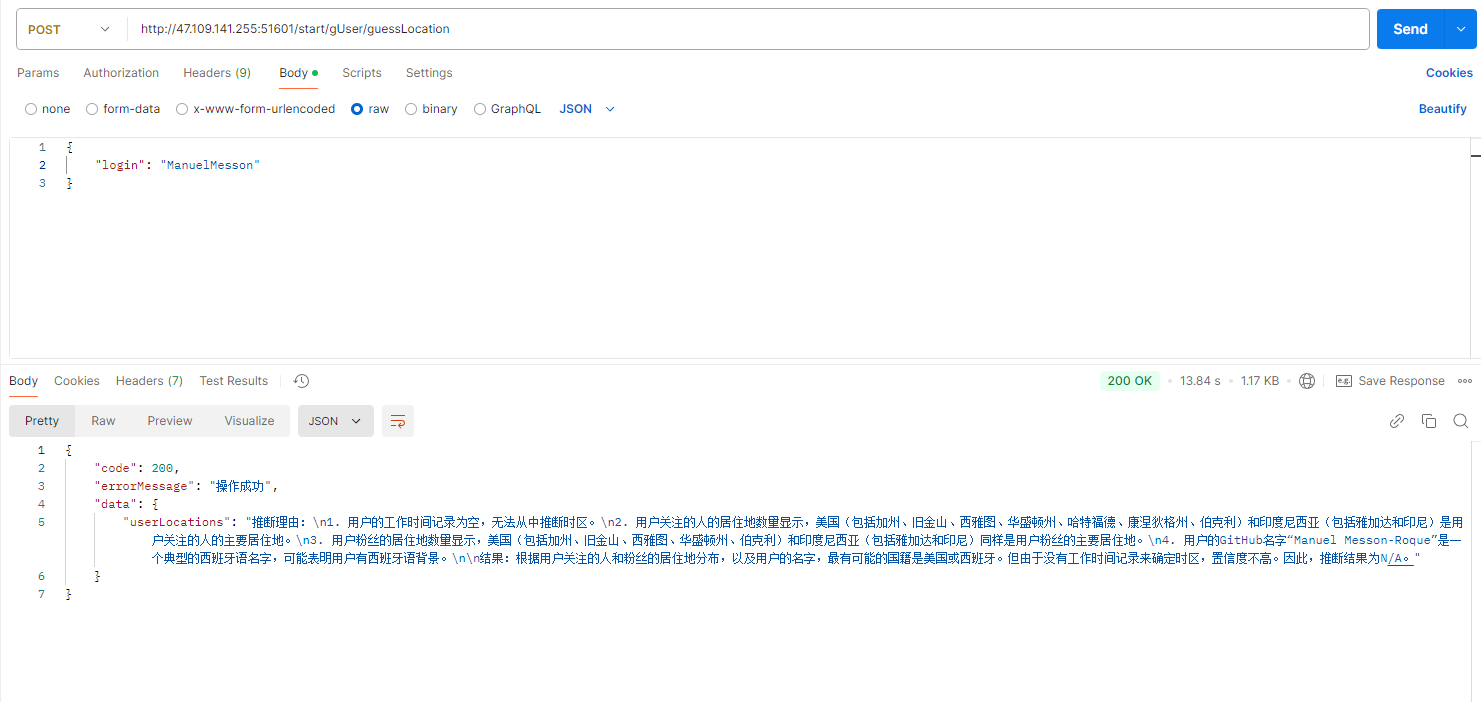 POST
http://47.109.141.255:51601/start/gUser/guessLocation
Send
Params Authorization Headers (9) Body Scripts Settings Cookies
none form-data x-www-form-urlencoded raw binary GraphQL JSON Beautify
1 {
2 "login": "ManuelMesson"
3 }
Body Cookies Headers (7) Test Results 200 OK 13.84 s 1.17 KB e.g. Save Response
Pretty Raw Preview Visualize JSON
1 {
2 "code": 200,
3 "errorMessage": "操作成功",
4 "data": {
5 "userLocations": "推断理由：\n1. 用户的工作时间记录为空，无法从中推断时区。\n2. 用户关注的人的居住地数量显示，美国（包括加州、旧金山、西雅图、华盛顿州、哈特福德、康涅狄格州、伯克利）和印度尼西亚（包括雅加达和印尼）是用
户关注的人的主要居住地。\n3. 用户粉丝的居住地数量显示，美国（包括加州、旧金山、西雅图、华盛顿州、伯克利）和印度尼西亚（包括雅加达和印尼）同样是用户粉丝的主要居住地。\n4. 用户的GitHub名字“Manuel Messon-Roque”是一
个典型的西班牙语名字，可能表明用户有西班牙语背景。\n\n结果：根据用户关注的人和粉丝的居住地分布，以及用户的名字，最有可能的国籍是美国或西班牙。但由于没有工作时间记录来确定时区，置信度不高。因此，推断结果为N/A。"
6 }
7 }